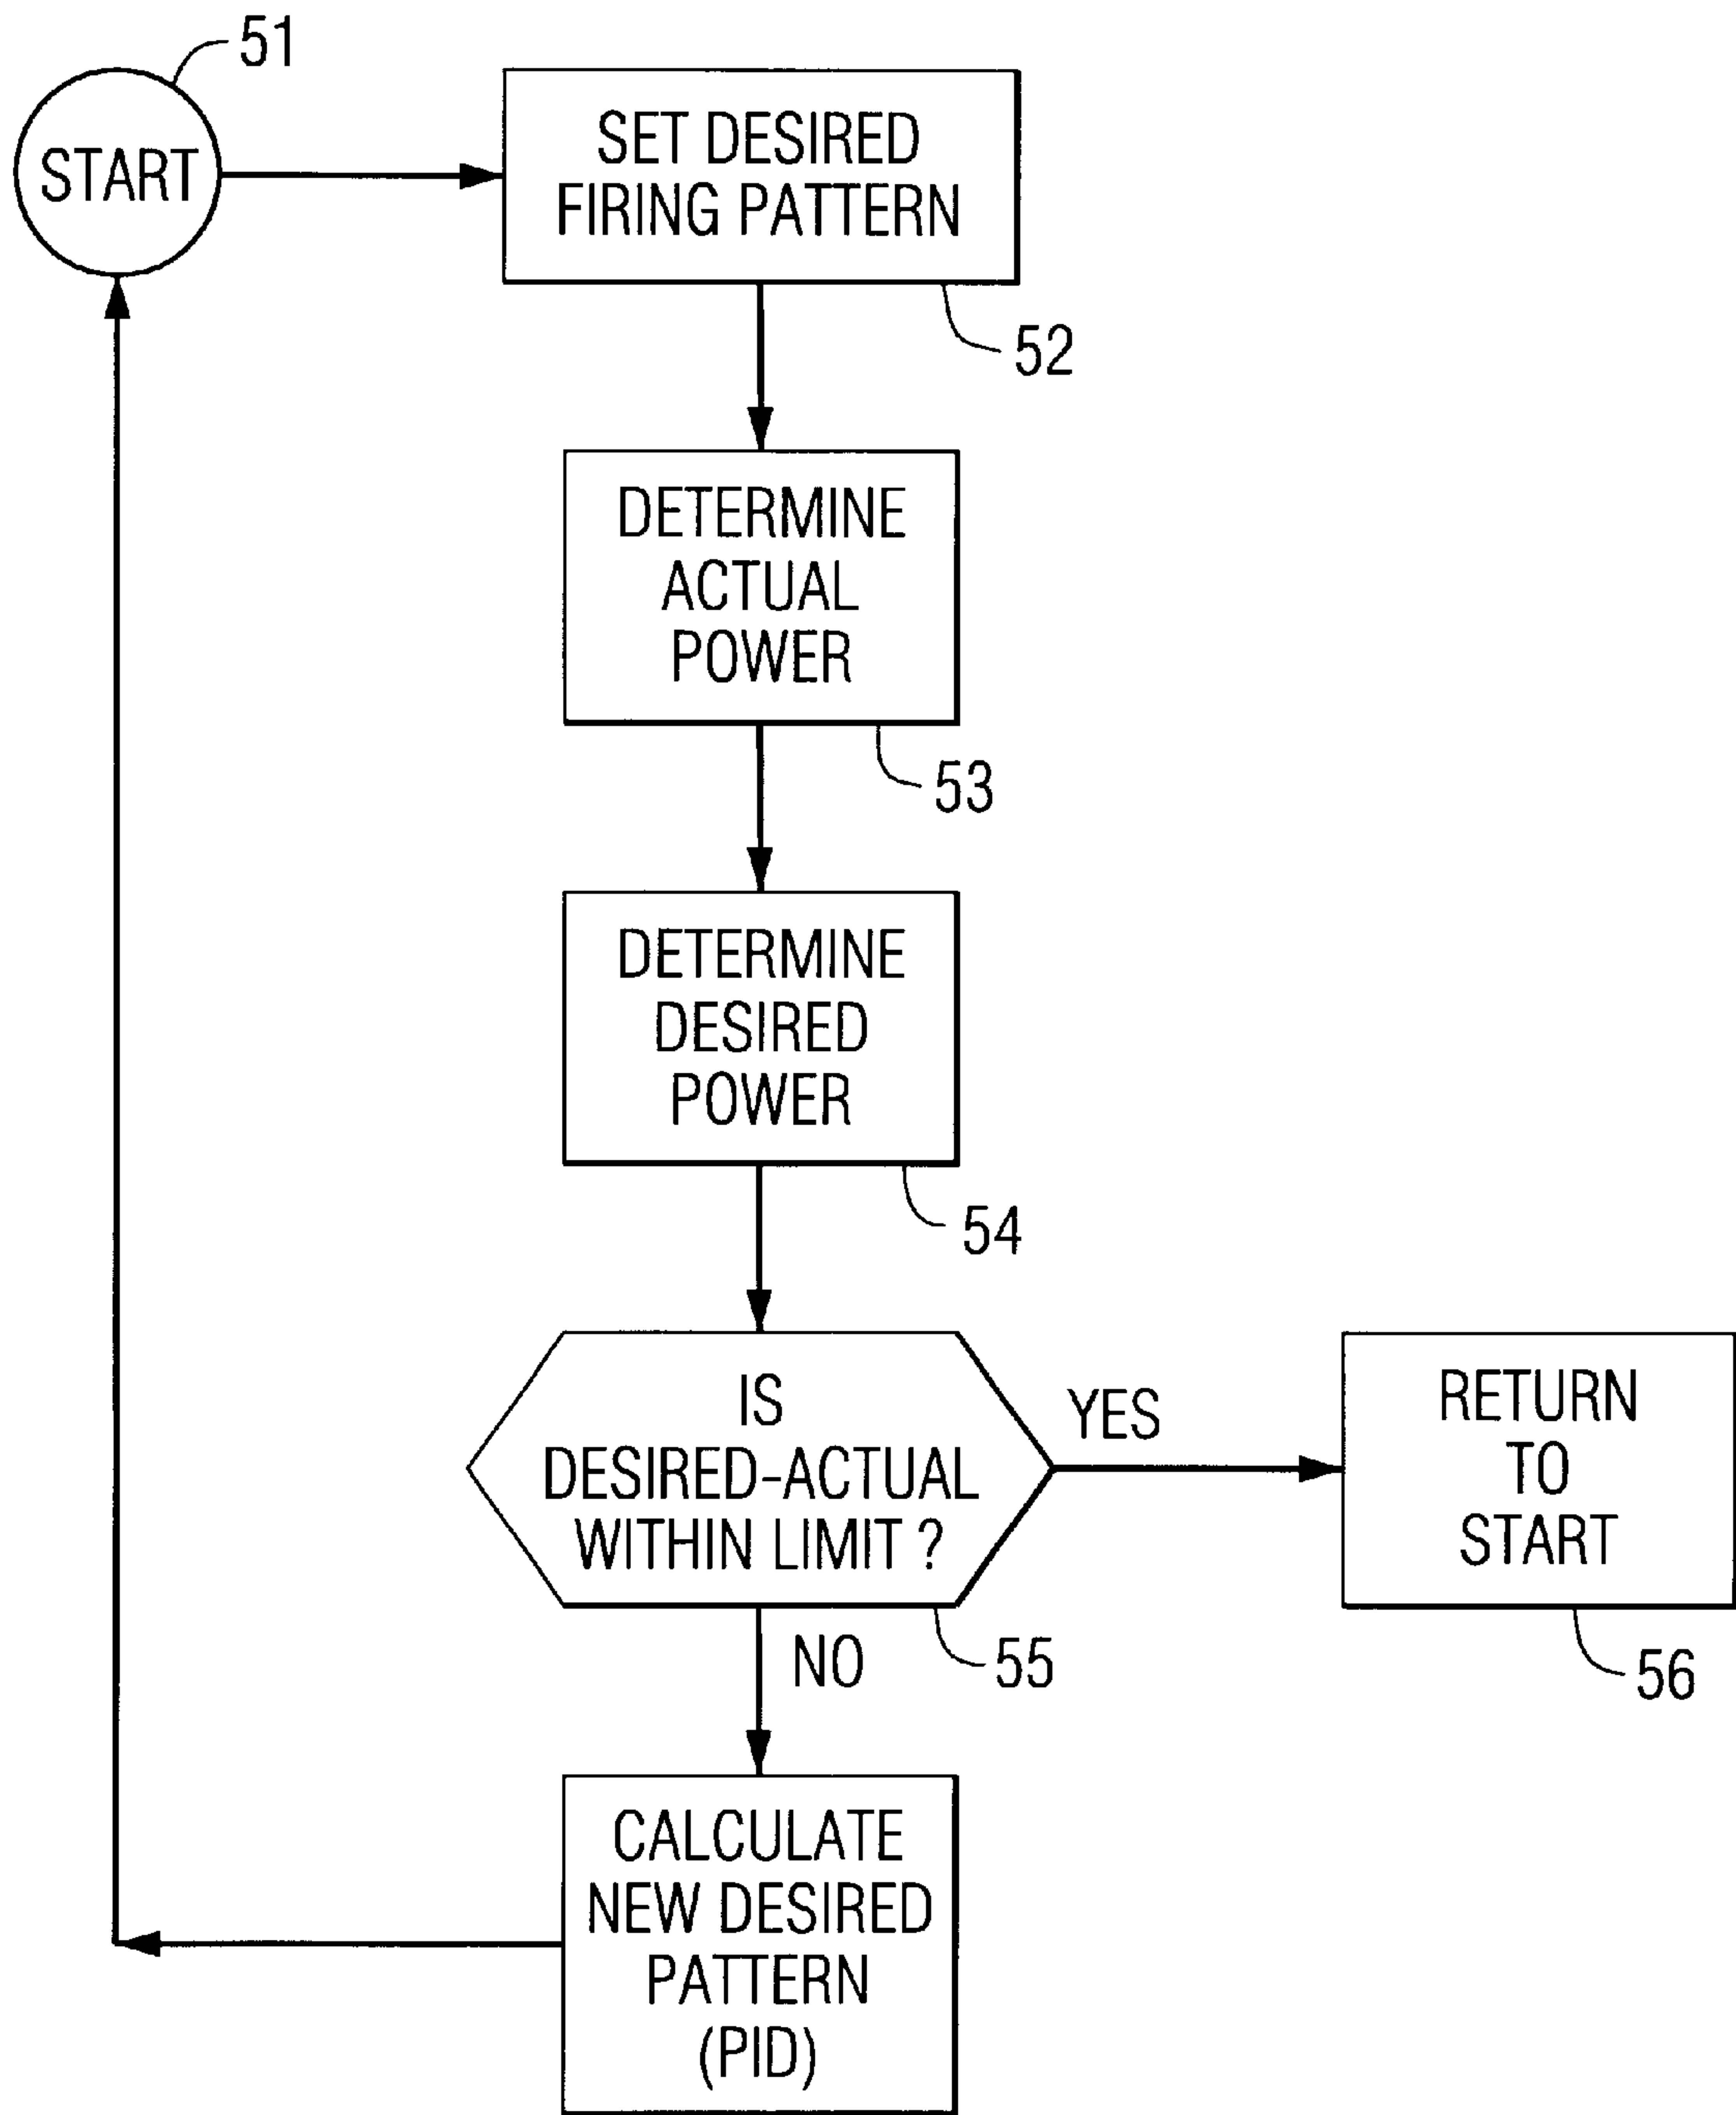 51
START
SET DESIRED
FIRING PATTERN
52
DETERMINE
ACTUAL
POWER
53
DETERMINE
DESIRED
POWER
54
IS
DESIRED-ACTUAL
WITHIN LIMIT ?
YES
RETURN
TO
START
NO
55
56
CALCULATE
NEW DESIRED
PATTERN
(PID)